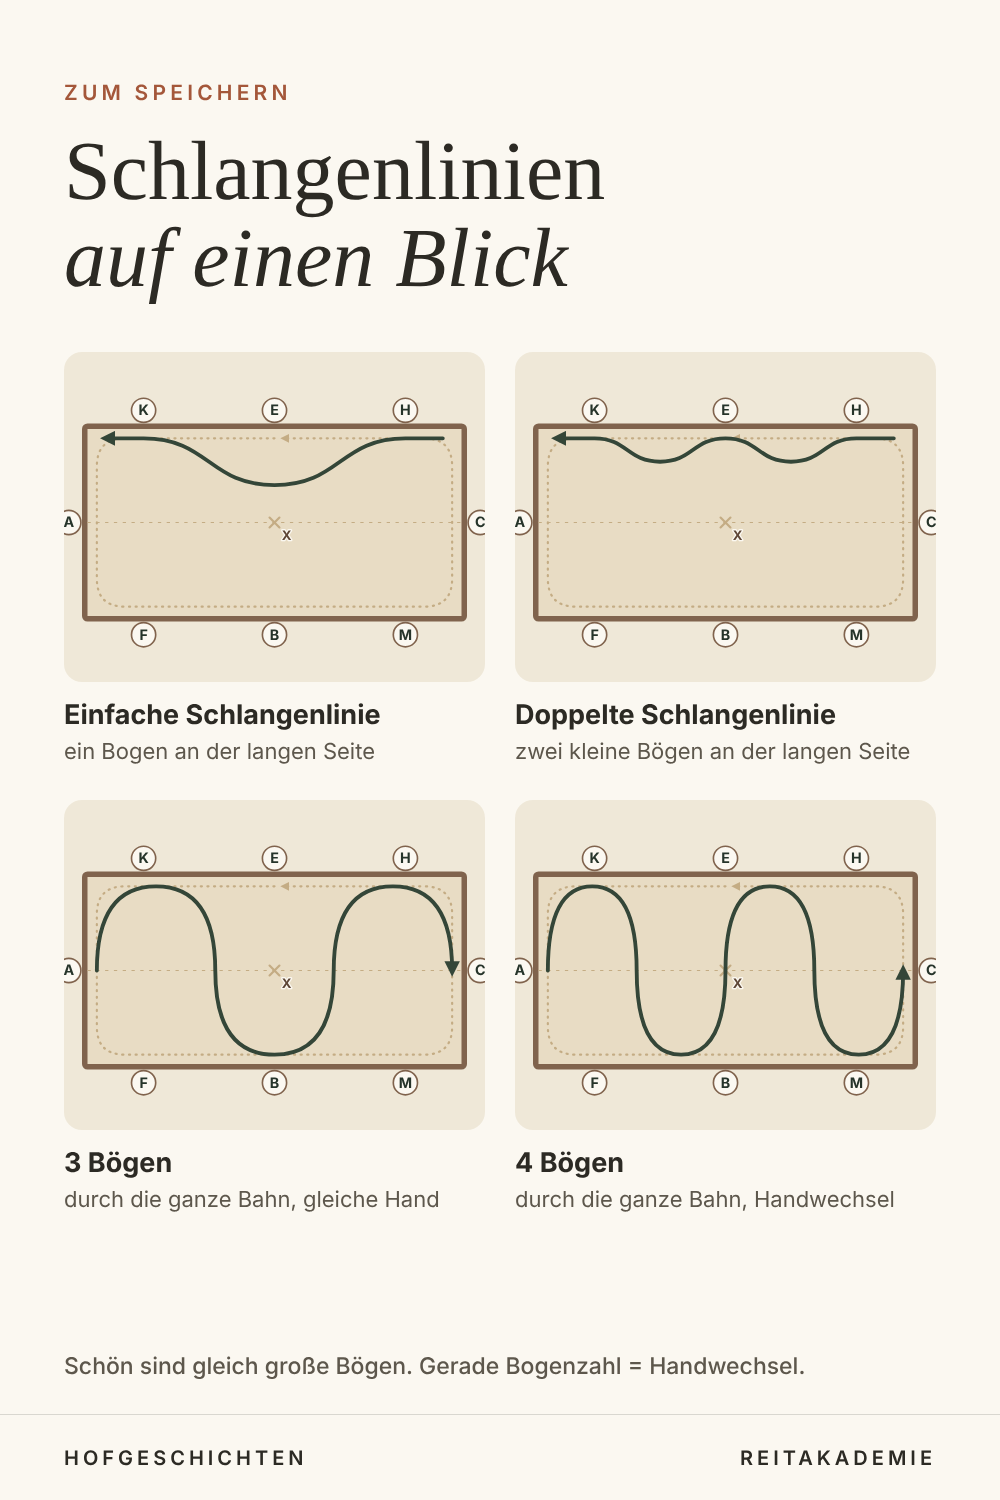 ZUM SPEICHERN
Schlangenlinien
auf einen Blick
K E H
A X C
F B M
K E H
A X C
F B M
Einfache Schlangenlinie
ein Bogen an der langen Seite
Doppelte Schlangenlinie
zwei kleine Bögen an der langen Seite
K E H
A X C
F B M
K E H
A X C
F B M
3 Bögen
durch die ganze Bahn, gleiche Hand
4 Bögen
durch die ganze Bahn, Handwechsel
Schön sind gleich große Bögen. Gerade Bogenzahl = Handwechsel.
HOFGESCHICHTEN
REITAKADEMIE